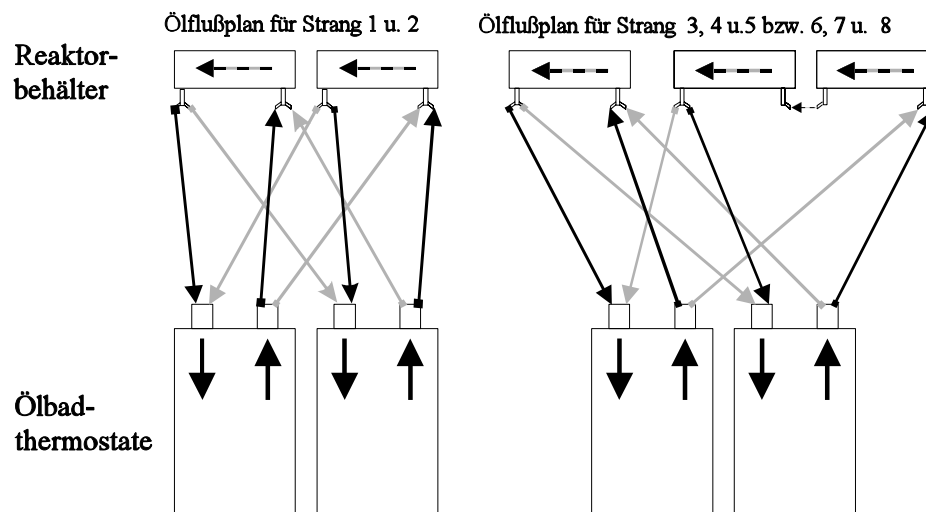 Ölflußplan für Strang 1 u. 2
Ölflußplan für Strang 3, 4 u.5 bzw. 6, 7 u. 8
Reaktor-
behälter
Ölbad-
thermostate